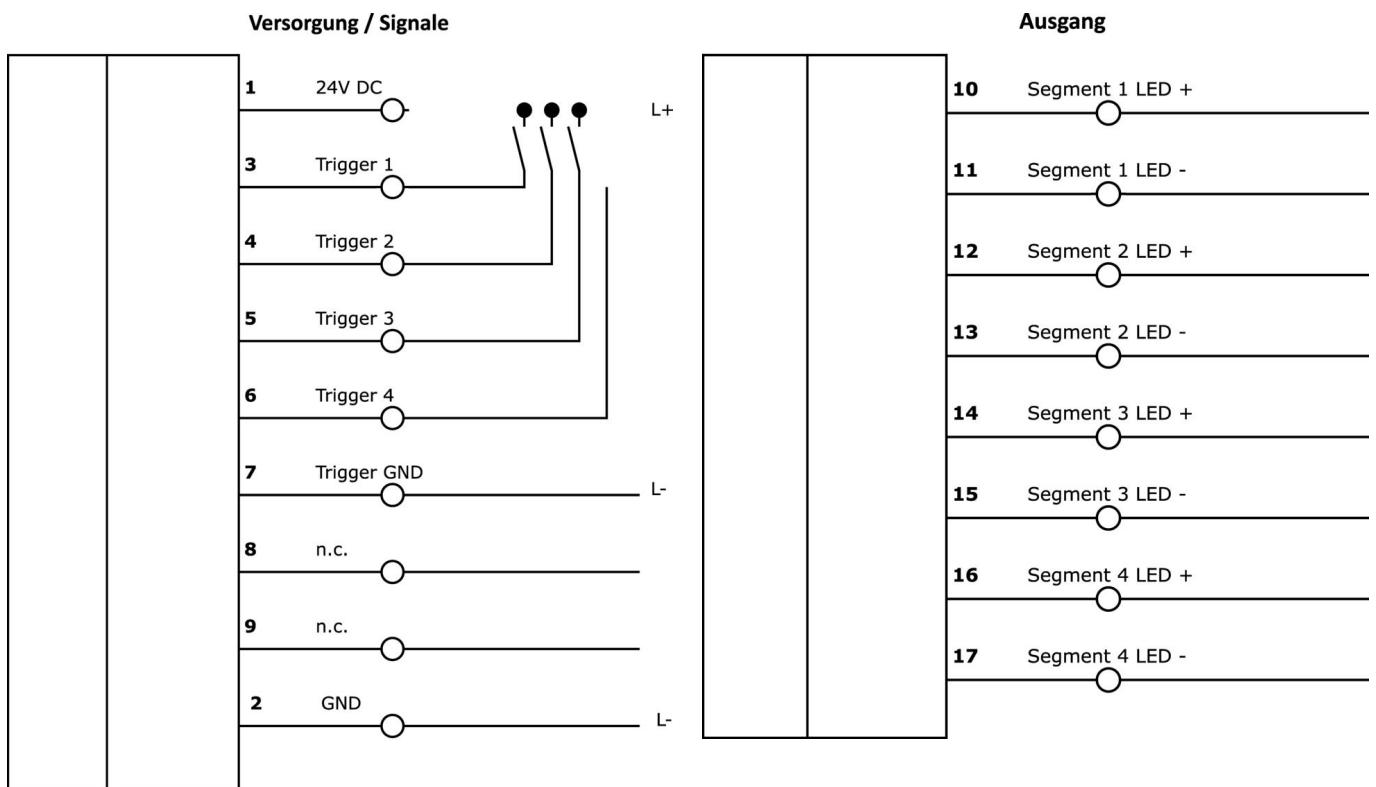 Versorgung / Signale
1 24V DC
L+
3 Trigger 1
4 Trigger 2
5 Trigger 3
6 Trigger 4
7 Trigger GND
L-
8 n.c.
9 n.c.
2 GND
L-
Ausgang
10 Segment 1 LED +
11 Segment 1 LED -
12 Segment 2 LED +
13 Segment 2 LED -
14 Segment 3 LED +
15 Segment 3 LED -
16 Segment 4 LED +
17 Segment 4 LED -